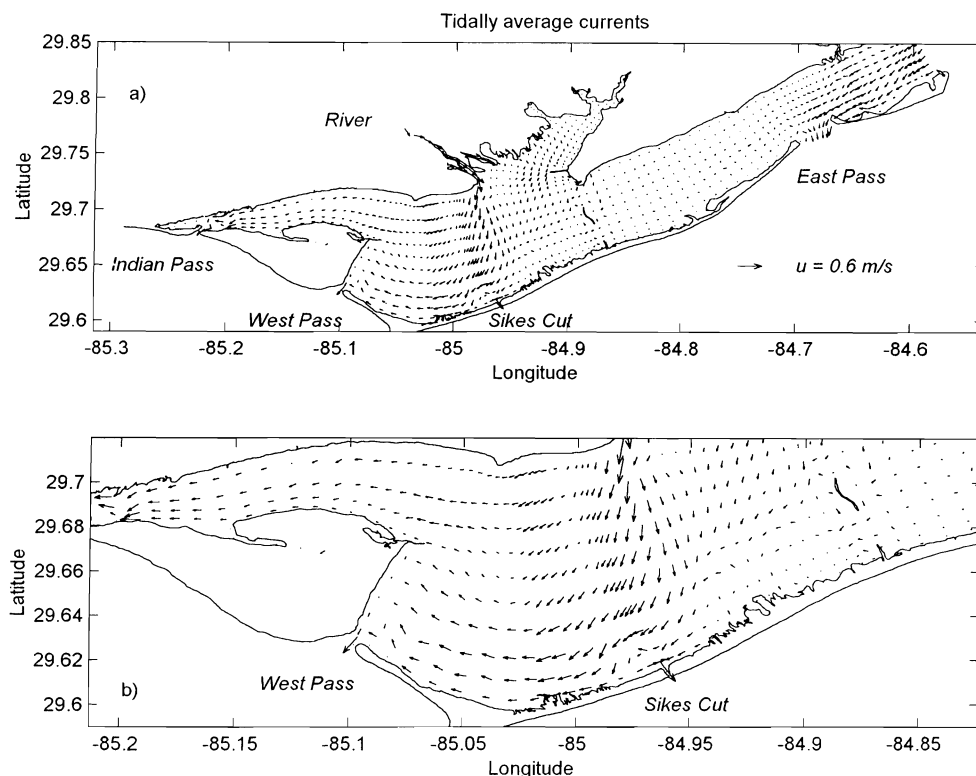 Tidally average currents
29.85
29.8
29.75
29.7
29.65
29.6
Latitude
a)
River
East Pass
Indian Pass
u = 0.6 m/s
West Pass
Sikes Cut
-85.3 -85.2 -85.1 -85 -84.9 -84.8 -84.7 -84.6
Longitude
29.7
29.68
29.66
29.64
29.62
29.6
Latitude
West Pass
b)
Sikes Cut
-85.2 -85.15 -85.1 -85.05 -85 -84.95 -84.9 -84.85
Longitude